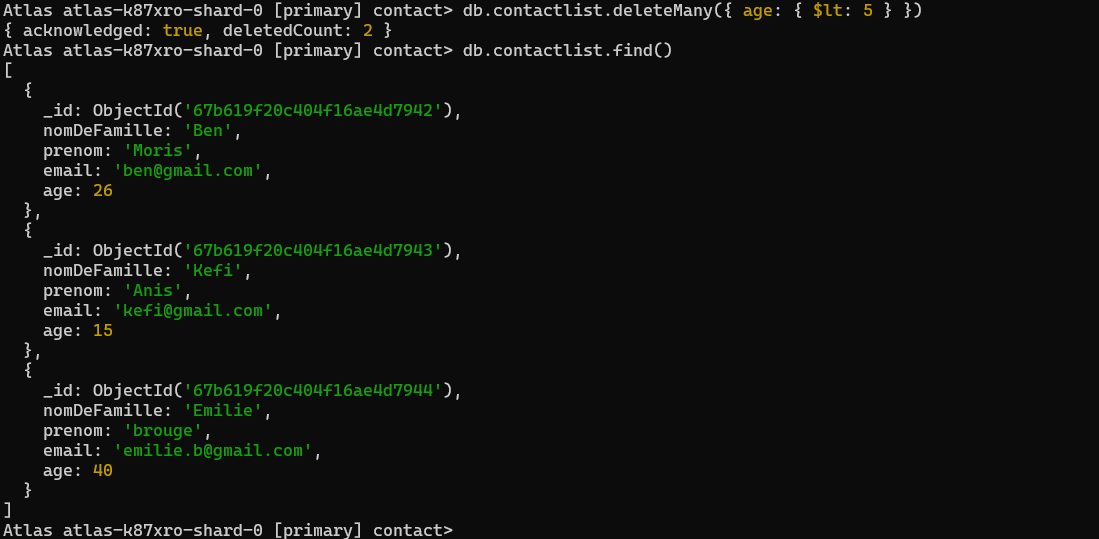 Atlas atlas-k87xro-shard-0 [primary] contact> db.contactlist.deleteMany({ age: { $lt: 5 } })
{ acknowledged: true, deletedCount: 2 }
Atlas atlas-k87xro-shard-0 [primary] contact> db.contactlist.find()
[
  {
    _id: ObjectId('67b619f20c404f16ae4d7942'),
    nomDeFamille: 'Ben',
    prenom: 'Moris',
    email: 'ben@gmail.com',
    age: 26
  },
  {
    _id: ObjectId('67b619f20c404f16ae4d7943'),
    nomDeFamille: 'Kefi',
    prenom: 'Anis',
    email: 'kefi@gmail.com',
    age: 15
  },
  {
    _id: ObjectId('67b619f20c404f16ae4d7944'),
    nomDeFamille: 'Emilie',
    prenom: 'brouge',
    email: 'emilie.b@gmail.com',
    age: 40
  }
]
Atlas atlas-k87xro-shard-0 [primary] contact>